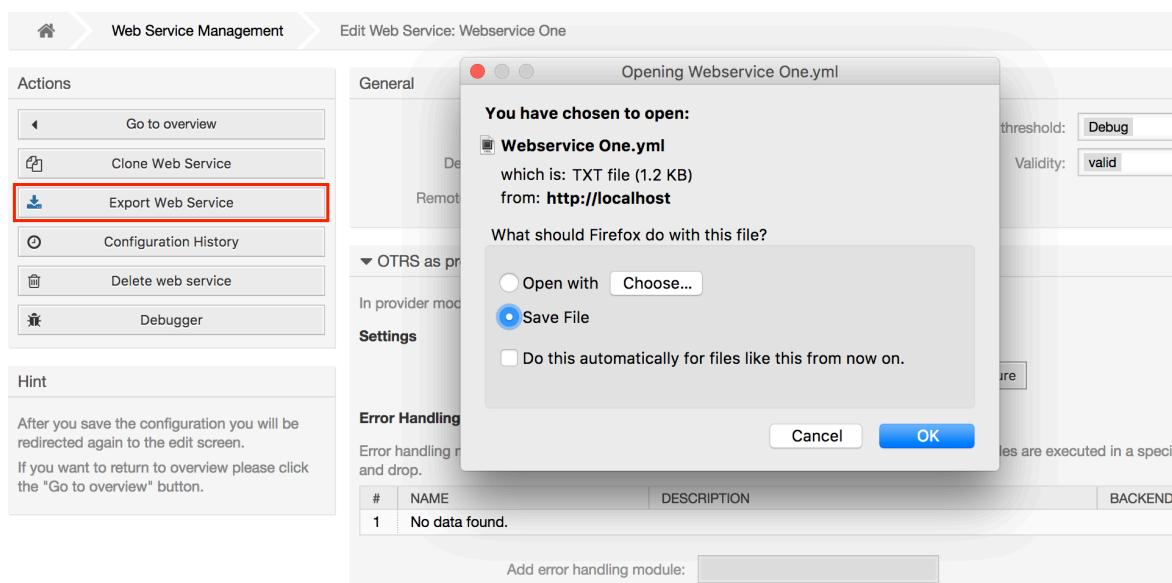 Web Service Management
Edit Web Service: Webservice One
Actions
Go to overview
Clone Web Service
Export Web Service
Configuration History
Delete web service
Debugger
Hint
After you save the configuration you will be
redirected again to the edit screen.
If you want to return to overview please click
the "Go to overview" button.
General
threshold:
Debug
Validity:
valid
De
Remot
OTRS as pr
In provider mod
Settings
ure
Error Handling
Error handling
les are executed in a speci
and drop.
# NAME DESCRIPTION BACKEND
1 No data found.
Add error handling module:
Opening Webservice One.yml
You have chosen to open:
Webservice One.yml
which is: TXT file (1.2 KB)
from: http://localhost
What should Firefox do with this file?
Open with Choose...
Save File
Do this automatically for files like this from now on.
Cancel OK